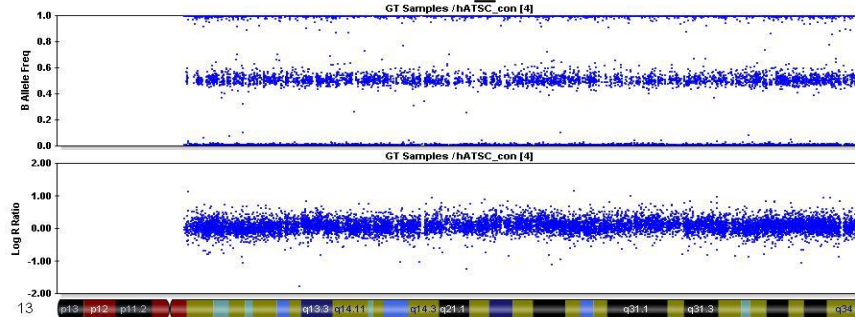 GT Samples /hATSC_con [4]
B Allele Freq
1.0
0.8
0.6
0.4
0.2
0.0
GT Samples /hATSC_con [4]
Log R Ratio
2.00
1.00
0.00
-1.00
-2.00
13 p13 p12 p11.2 q13.3 q14.11 q14.3 q21.1 q31.1 q31.3 q34